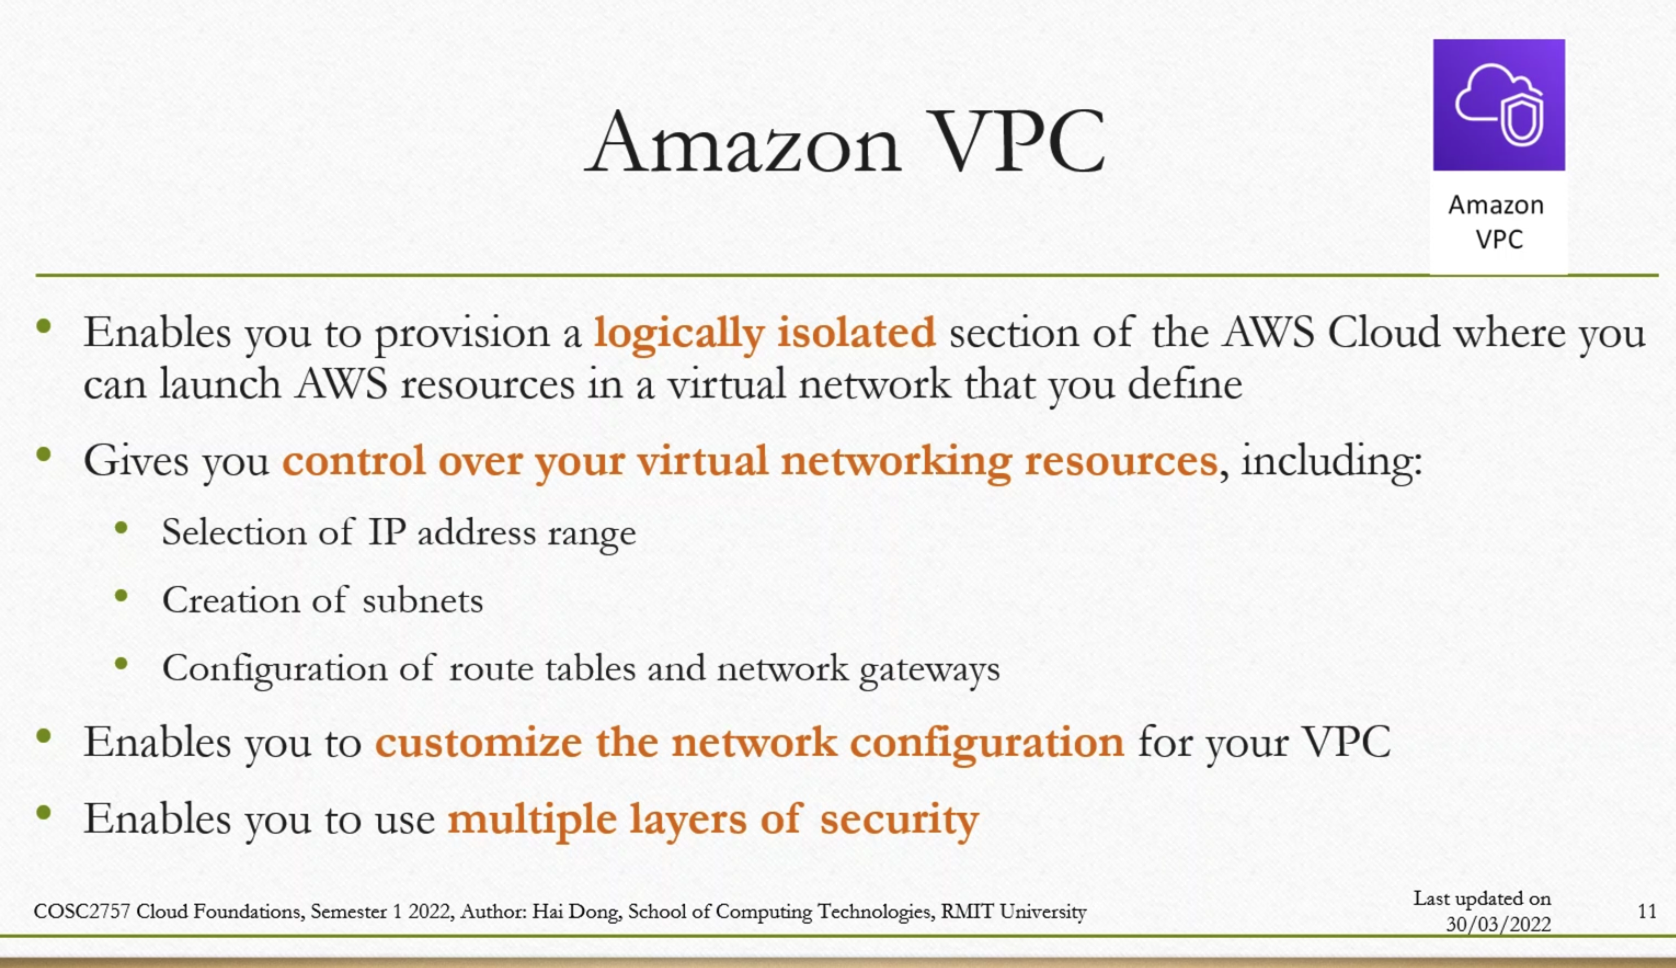 Amazon VPC
Amazon
VPC
• Enables you to provision a logically isolated section of the AWS Cloud where you
can launch AWS resources in a virtual network that you define
• Gives you control over your virtual networking resources, including:
• Selection of IP address range
• Creation of subnets
• Configuration of route tables and network gateways
• Enables you to customize the network configuration for your VPC
• Enables you to use multiple layers of security
COSC2757 Cloud Foundations, Semester 1 2022, Author: Hai Dong, School of Computing Technologies, RMIT University
Last updated on
30/03/2022
11